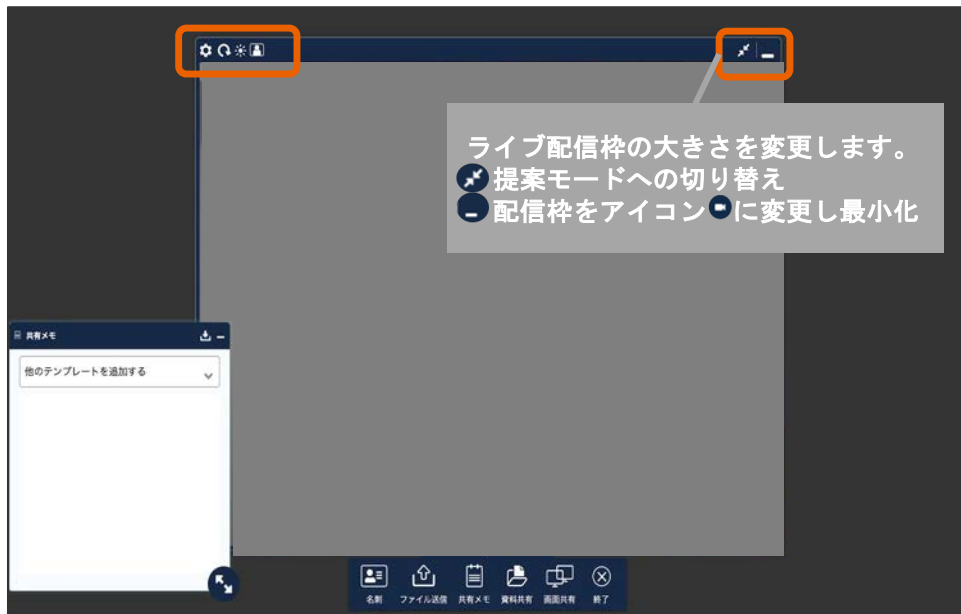 ライブ配信枠の大きさを変更します。
提案モードへの切り替え
配信枠をアイコンに変更し最小化
共有メモ
他のテンプレートを追加する
名刺 ファイル送信 共有メモ 資料共有 画面共有 終了